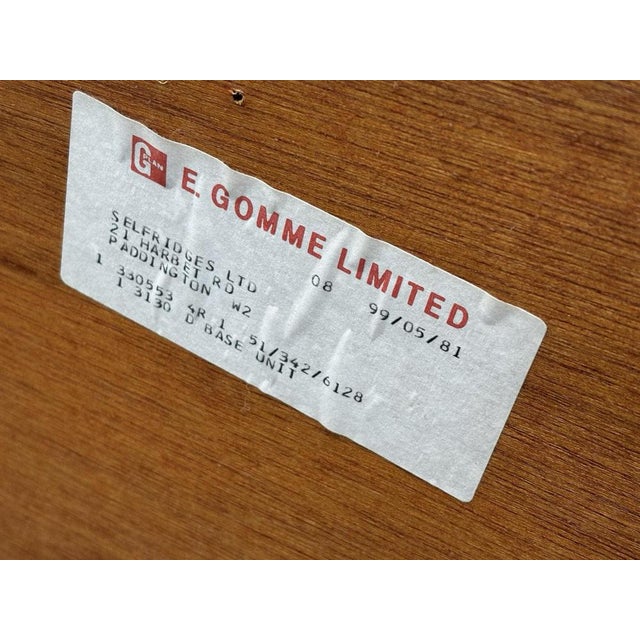 G PLAN E. GOMME LIMITED
SELFRIDGES LTD 08 99/05/81
21 HARBET RD
PADDINGTON W2
1 330553 4R 1 51/342/6128
1 3130 D BASE UNIT